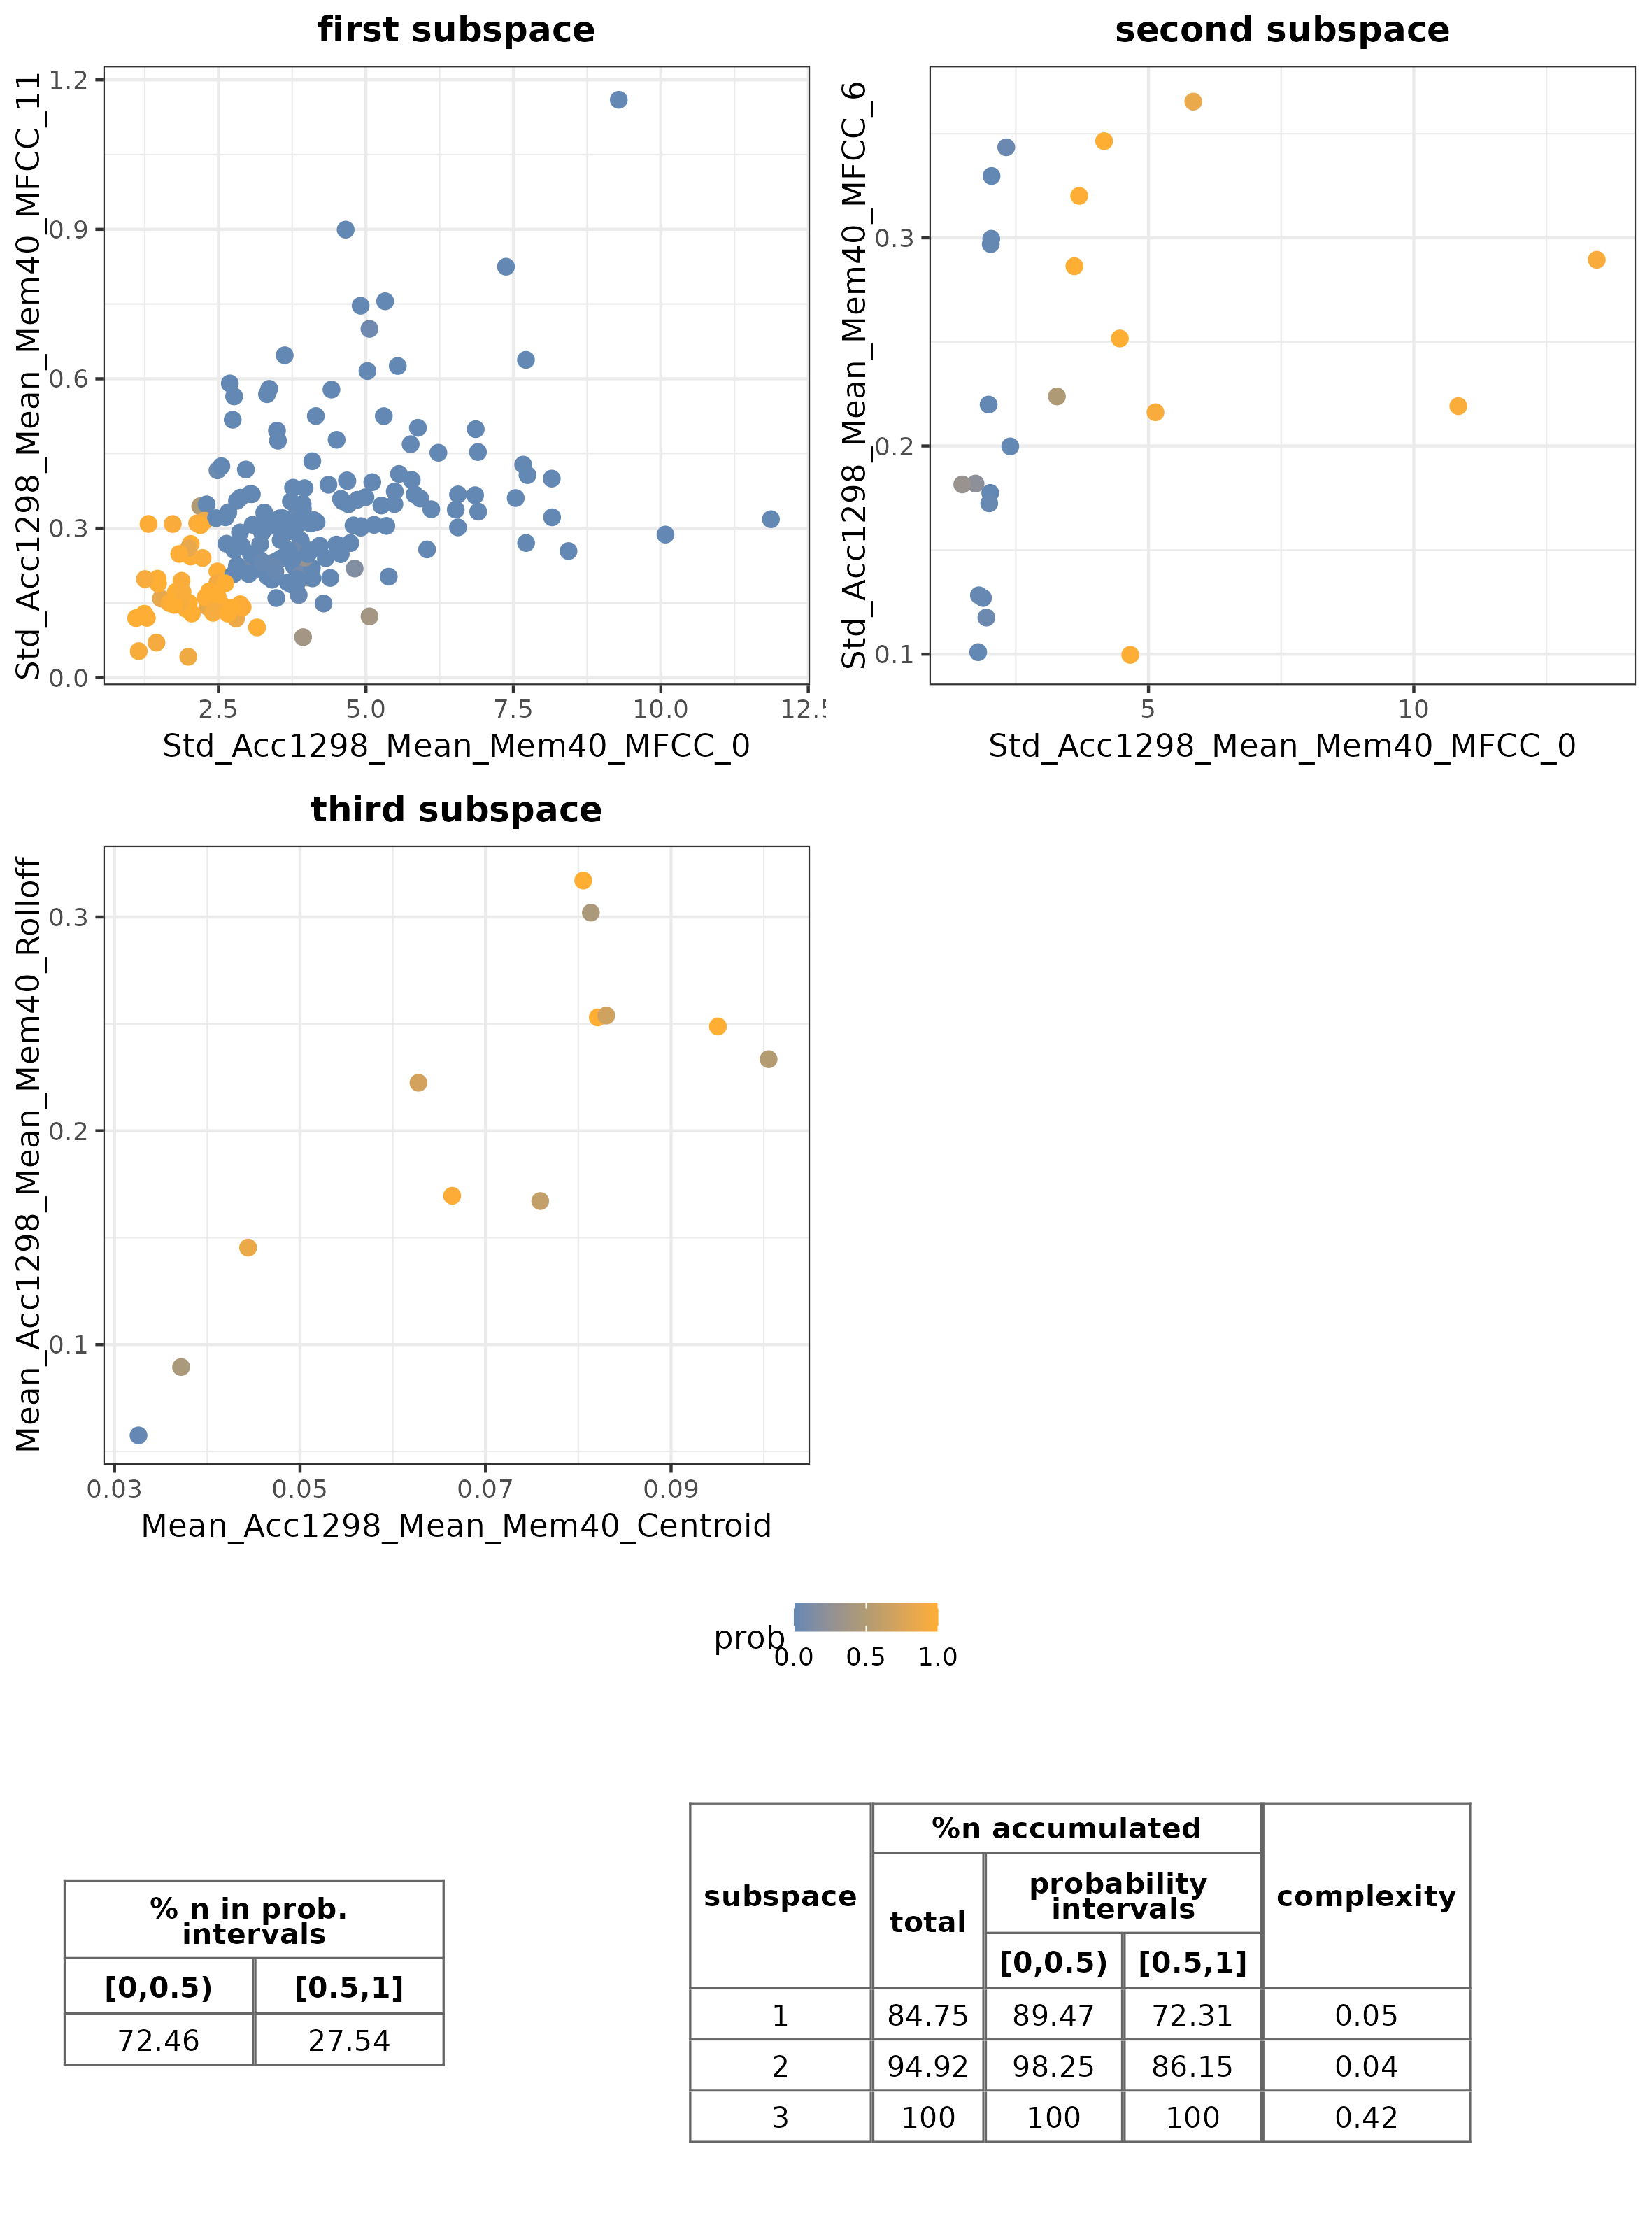 first subspace
Std_Acc1298_Mean_Mem40_MFCC_11
1.2
0.9
0.6
0.3
0.0
2.5 5.0 7.5 10.0 12.5
Std_Acc1298_Mean_Mem40_MFCC_0
second subspace
Std_Acc1298_Mean_Mem40_MFCC_6
0.3
0.2
0.1
5 10
Std_Acc1298_Mean_Mem40_MFCC_0
third subspace
Mean_Acc1298_Mean_Mem40_Rolloff
0.3
0.2
0.1
0.03 0.05 0.07 0.09
Mean_Acc1298_Mean_Mem40_Centroid
prob
0.0 0.5 1.0
% n in prob.
intervals
[0,0.5) [0.5,1]
72.46 27.54
%n accumulated
subspace total probability
intervals complexity
[0,0.5) [0.5,1]
1 84.75 89.47 72.31 0.05
2 94.92 98.25 86.15 0.04
3 100 100 100 0.42